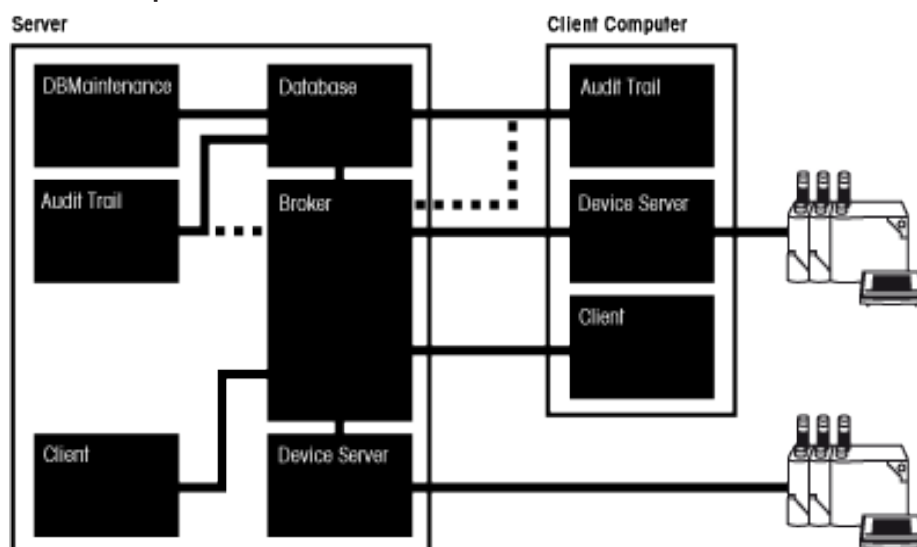 Server
Client Computer
DBMaintenance
Database
Audit Trail
Audit Trail
Broker
Device Server
Client
Client
Device Server